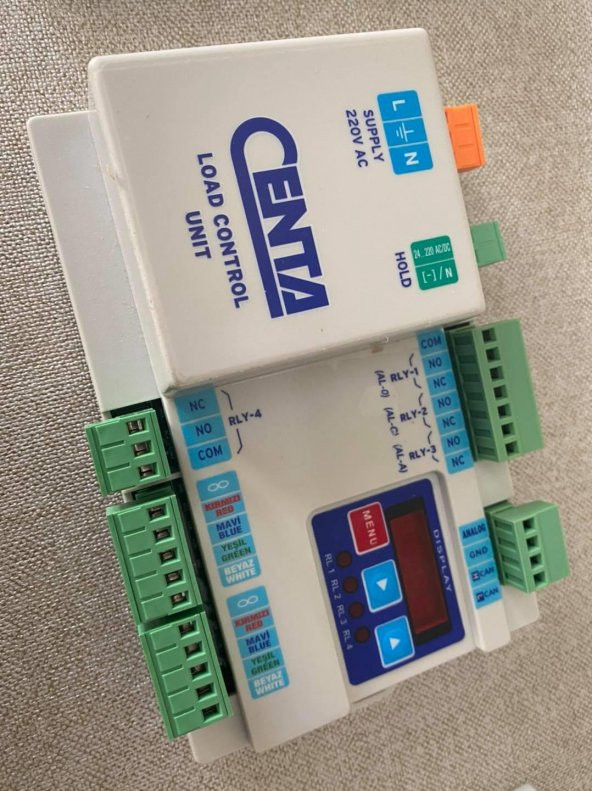 L ⏚ N
SUPPLY
220V AC
24...220 AC/DC
N / [-]
HOLD
CENTA
LOAD CONTROL
UNIT
COM
NO
NC
NO
NC
NO
NC
RLY-1
(AL-0)
RLY-2
(AL-C)
RLY-3
(AL-A)
NC
NO
COM
RLY-4
KIRMIZI
RED
MAVİ
BLUE
YEŞİL
GREEN
BEYAZ
WHITE
KIRMIZI
RED
MAVİ
BLUE
YEŞİL
GREEN
BEYAZ
WHITE
DISPLAY
MENU
RL 1
RL 2
RL 3
RL 4
ANALOG
GND
CAN
CAN